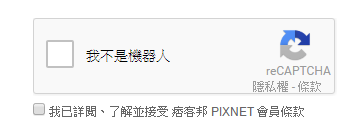 我不是機器人
reCAPTCHA
隱私權 - 條款
我已詳閱、了解並接受 痞客邦 PIXNET 會員條款